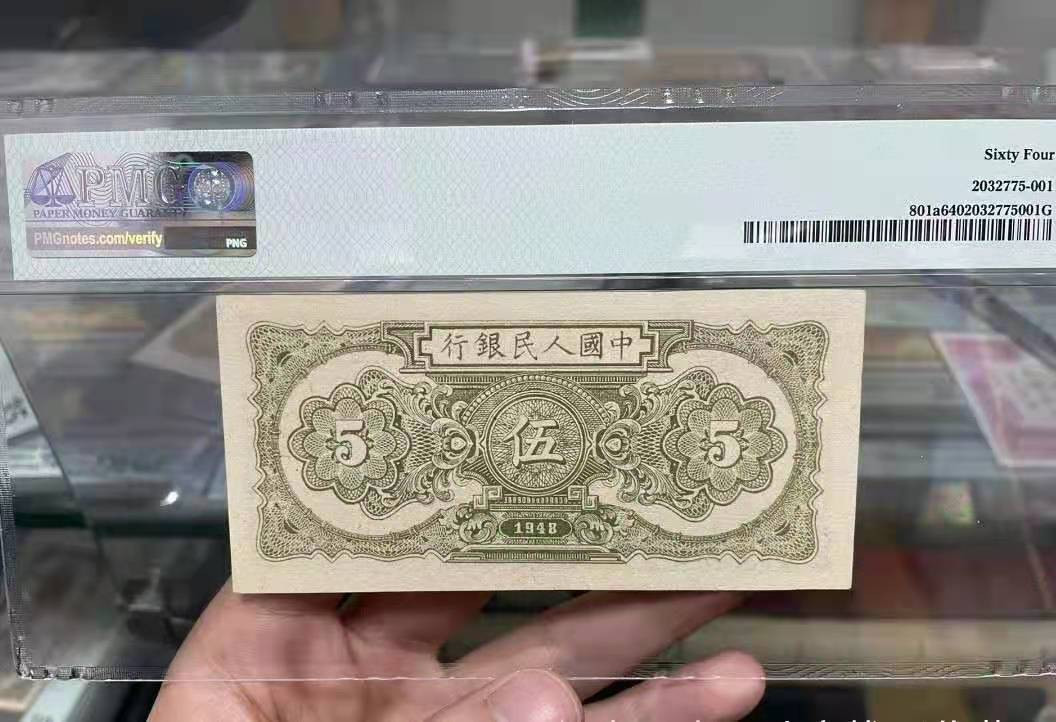 Sixty Four
2032775-001
801a6402032775001G
PMG
PAPER MONEY GUARANTY
PMGnotes.com/verify
PNG
行銀民人國中
5
伍
5
1948